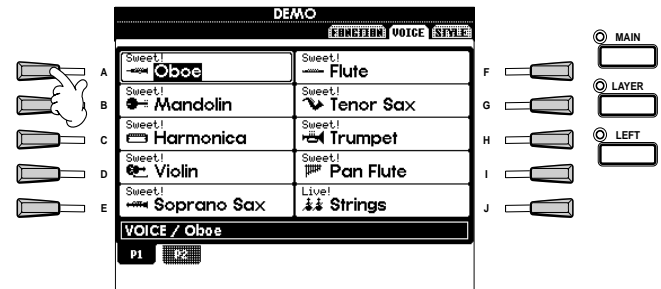 DEMO
FUNCTION VOICE STYLE
MAIN
A Sweet! Oboe Sweet! Flute F
LAYER
B Sweet! Mandolin Sweet! Tenor Sax G
LEFT
C Sweet! Harmonica Sweet! Trumpet H
D Sweet! Violin Sweet! Pan Flute I
E Sweet! Soprano Sax Live! Strings J
VOICE / Oboe
P1 P2